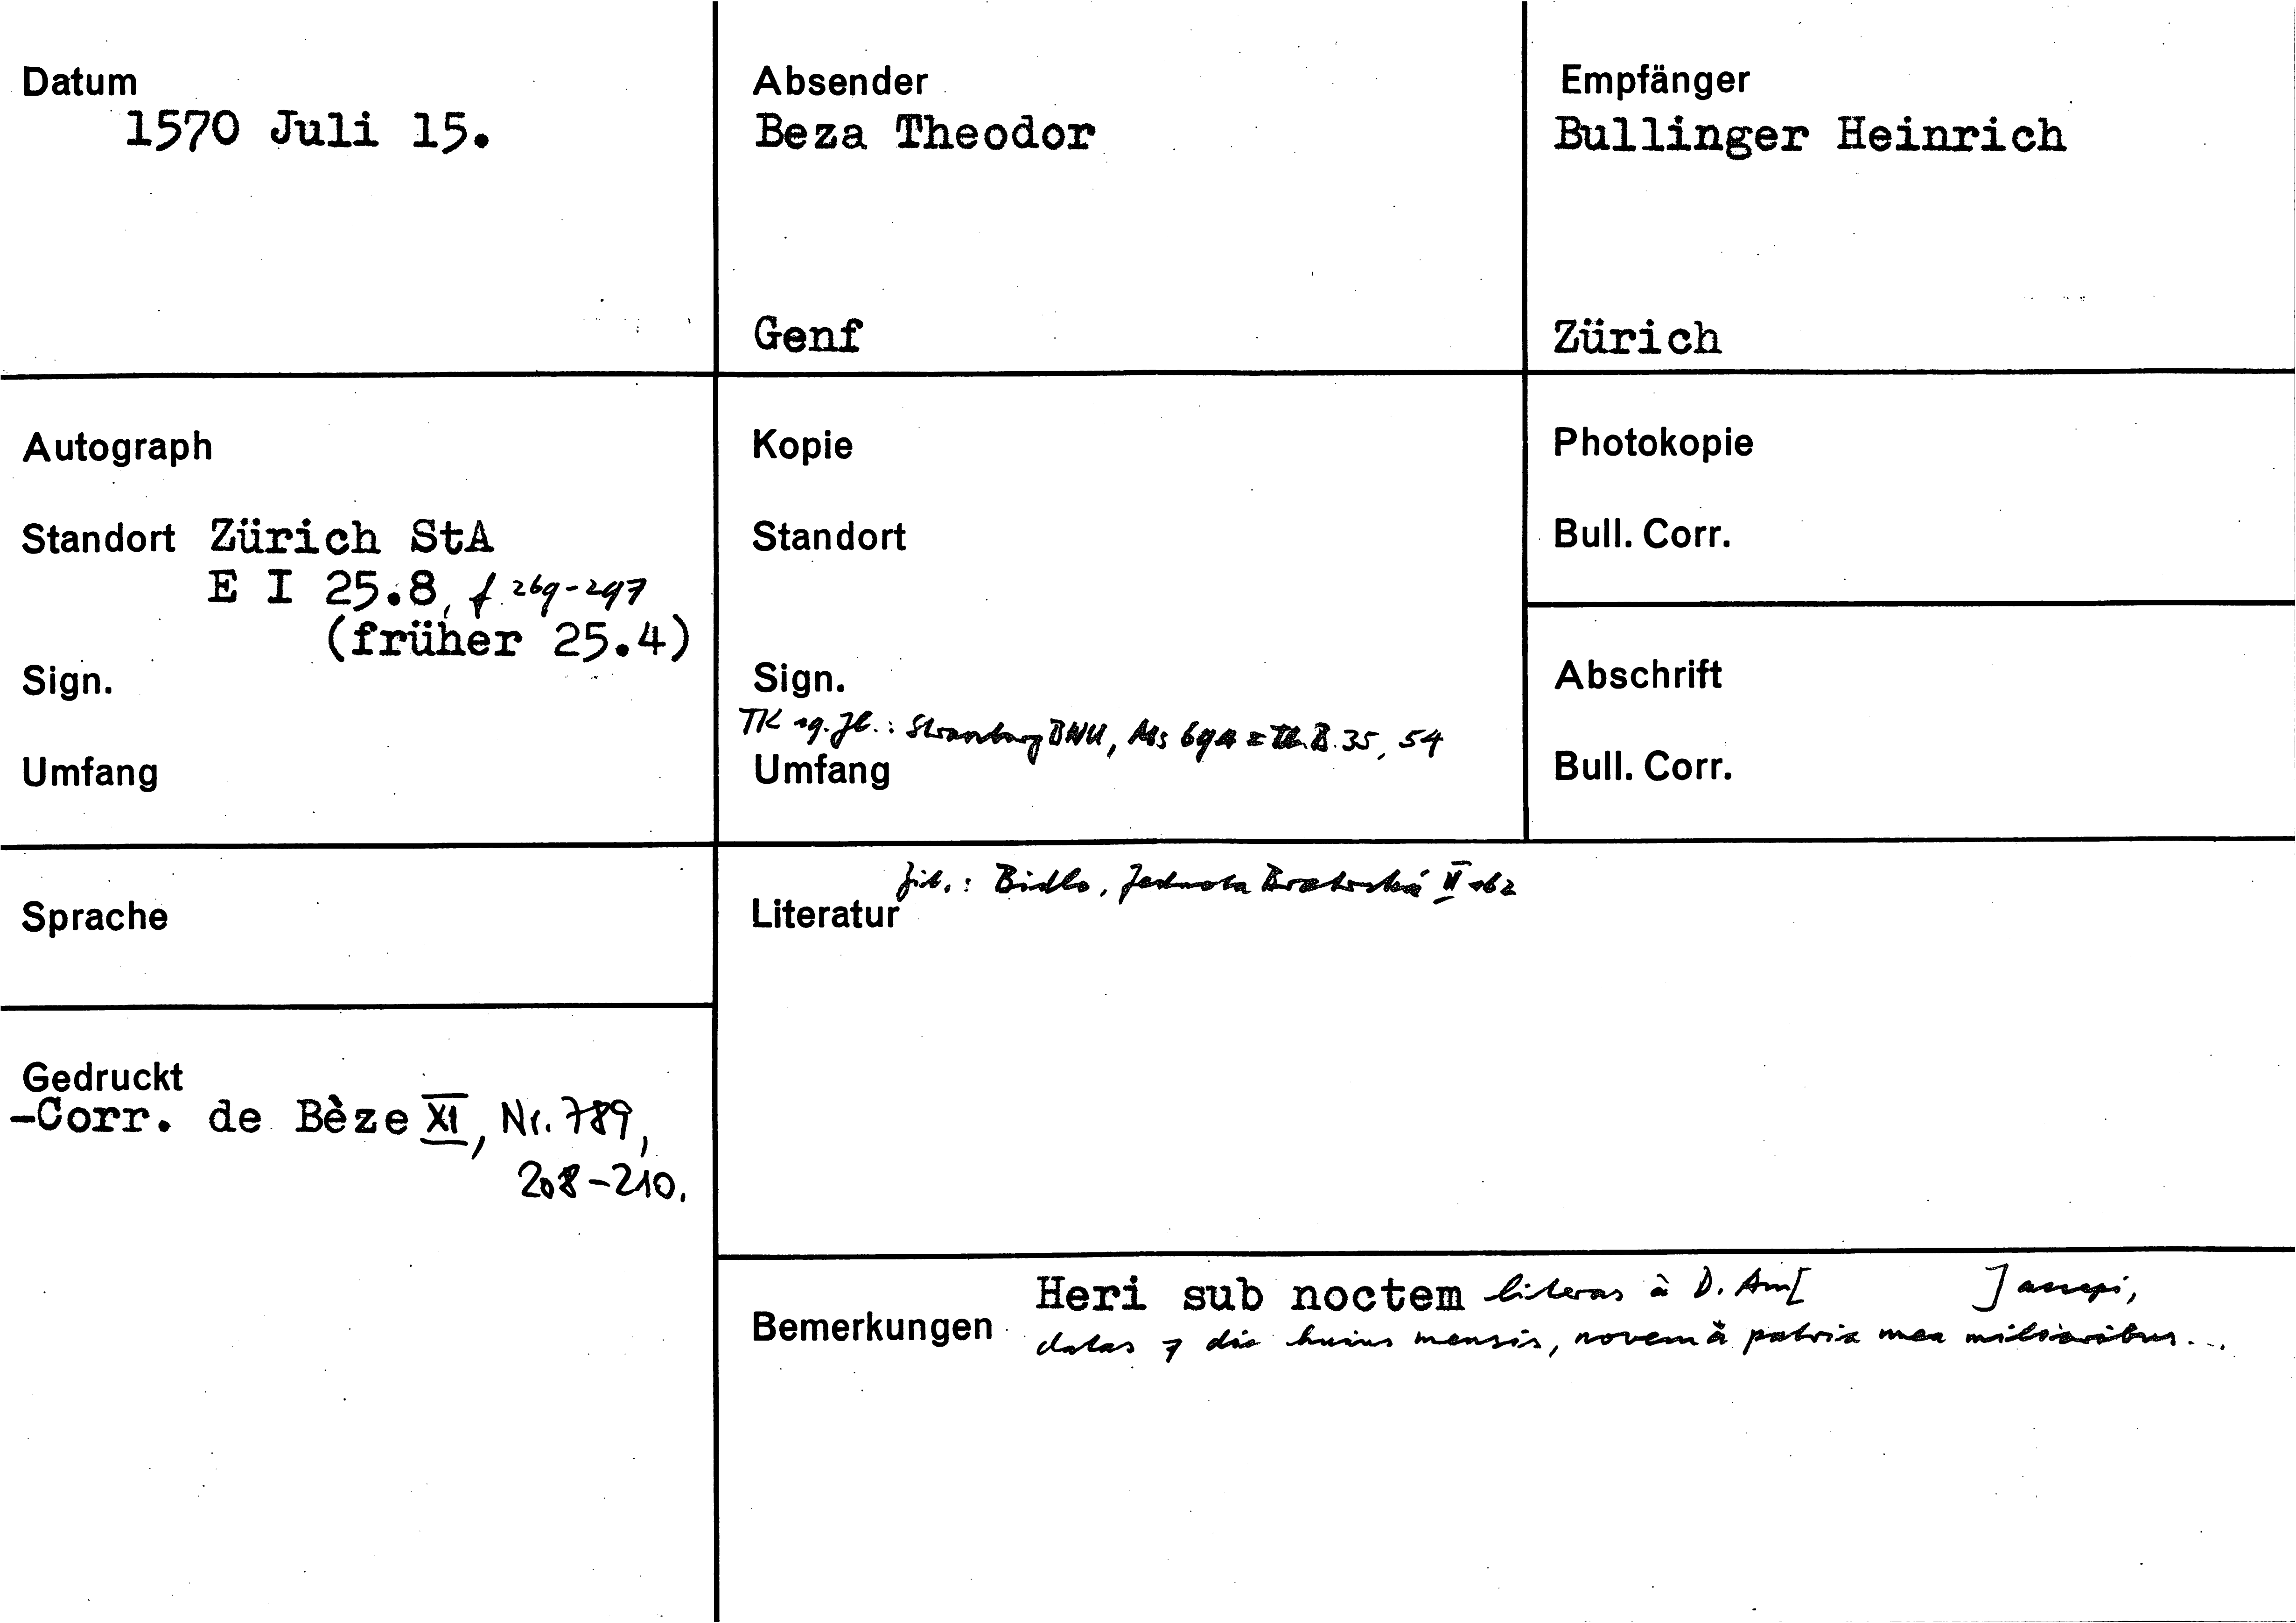 Datum
1570 Juli 15.
Absender
Beza Theodor
Genf
Empfänger
Bullinger Heinrich
Zürich
Autograph
Standort Zürich StA
E I 25.8, f. 269-297
(früher 25.4)
Sign.
Umfang
Kopie
Standort
Sign.
TK 19. Jh.: Strassburg BNU, Ms 694 = Th. B. 35, 54
Umfang
Photokopie
Bull. Corr.
Abschrift
Bull. Corr.
Sprache
Zit.: Bidlo, Jednota Bratrská II 162
Literatur
Gedruckt
-Corr. de Bèze XI, Nr. 789,
208-210.
Heri sub noctem literas à D. Am[ ] accepi,
Bemerkungen
datas 7 die huius mensis, novem à patria mea miliaribus...